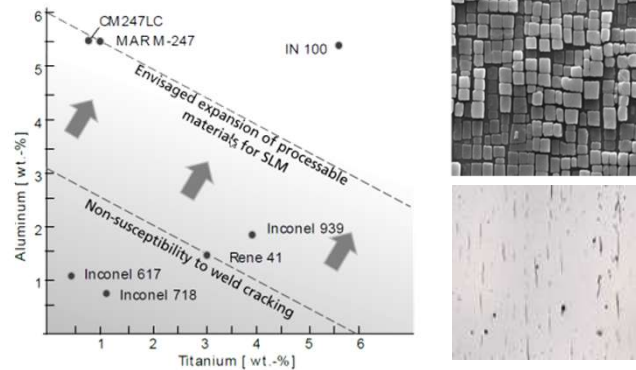 6
CM247LC
MAR M-247
IN 100
5
Envisaged expansion of processable
materials for SLM
4
Aluminum [ wt.-%]
3
2
Inconel 939
Non-susceptibility to weld cracking
Rene 41
1
Inconel 617
Inconel 718
1 2 3 4 5 6
Titanium [ wt.-%]